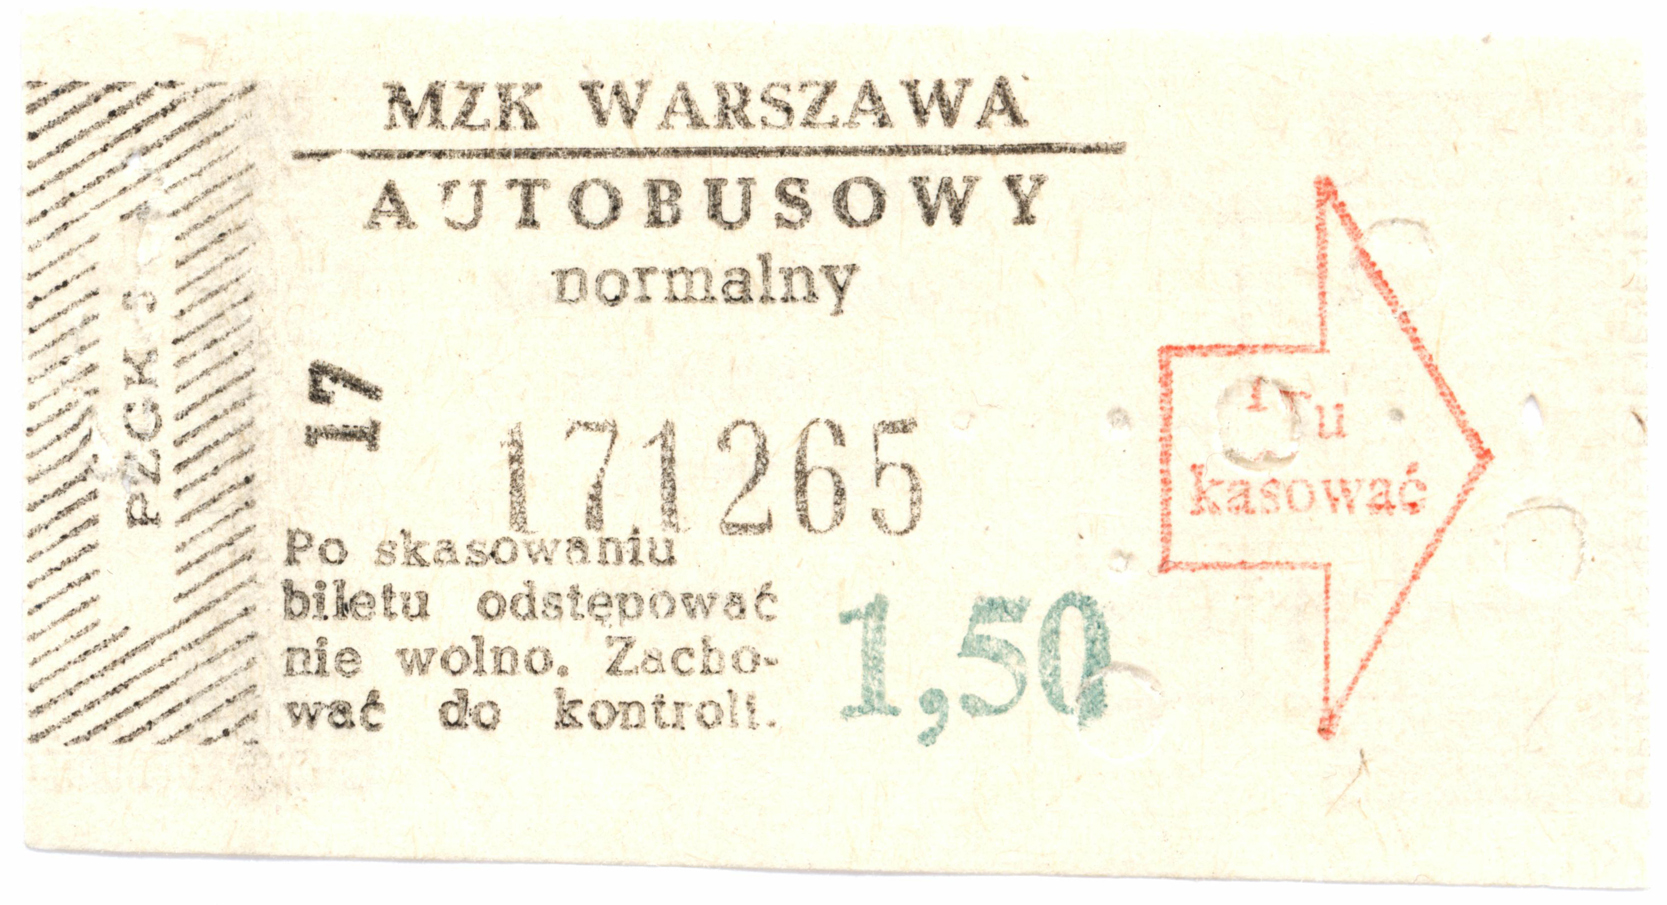 MZK WARSZAWA
AUTOBUSOWY
normalny
17
171265
Po skasowaniu
biletu odstępować
nie wolno. Zacho-
wać do kontroli.
1,50
Tu
kasować
PZGK